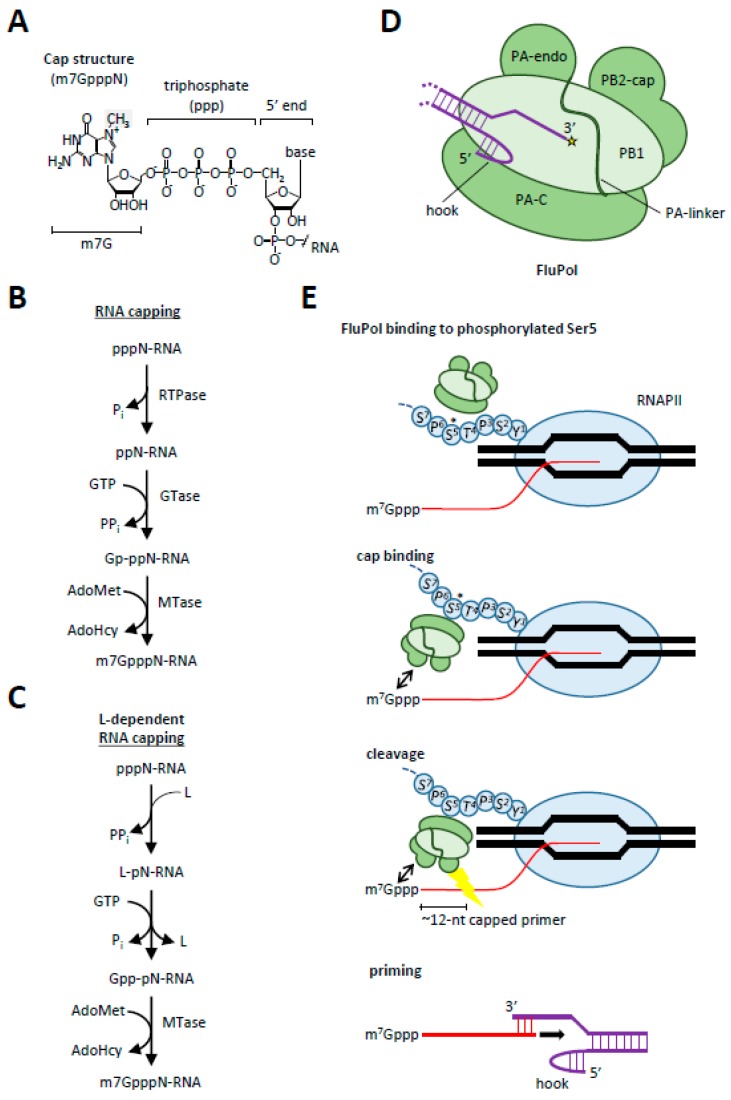 A
Cap structure
(m7GpppN)
triphosphate
(ppp)
5′ end
O
CH3
N+
HN
H2N
N
N
O
OHOH
O-P-O-P-O-P-O-CH2
O
O
O
O-
O-
O-
base
O
O OH
O-P-O-
O
O-
RNA
m7G
B
RNA capping
pppN-RNA
RTPase
Pi
ppN-RNA
GTP
GTase
PPi
Gp-ppN-RNA
AdoMet
MTase
AdoHcy
m7GpppN-RNA
C
L-dependent
RNA capping
pppN-RNA
L
PPi
L-pN-RNA
GTP
Pi
L
Gpp-pN-RNA
AdoMet
MTase
AdoHcy
m7GpppN-RNA
D
PA-endo
PB2-cap
3′
5′
PB1
hook
PA-C
PA-linker
FluPol
E
FluPol binding to phosphorylated Ser5
RNAPII
S7 P6 S5 T4 P3 S2 Y1
*
m7Gppp
cap binding
S7 P6 S5 T4 P3 S2 Y1
*
m7Gppp
cleavage
S7 P6 S5 T4 P3 S2 Y1
m7Gppp
~12-nt capped primer
priming
3′
m7Gppp
5′
hook